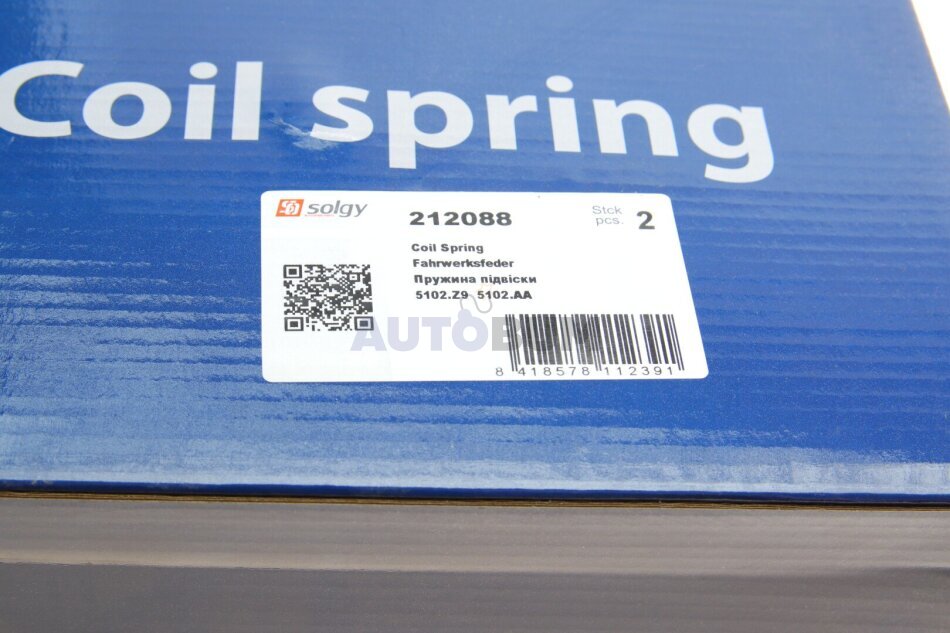 Coil spring
solgy
212088
Stck
pcs. 2
Coil Spring
Fahrwerksfeder
Пружина підвіски
5102.Z9 5102.AA
8 418578 112391